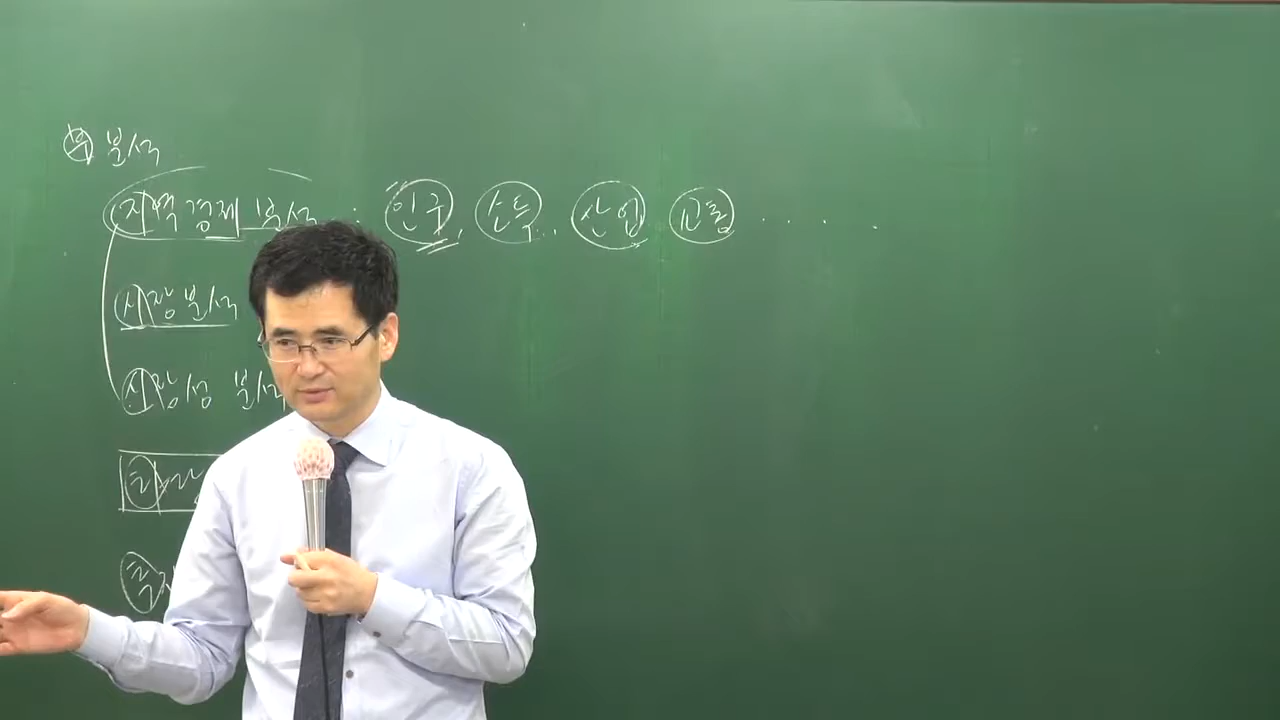 분석
지역경제 분석 : 인구, 소득, 산업 교통 . . . .
시장분석
시장성 분석